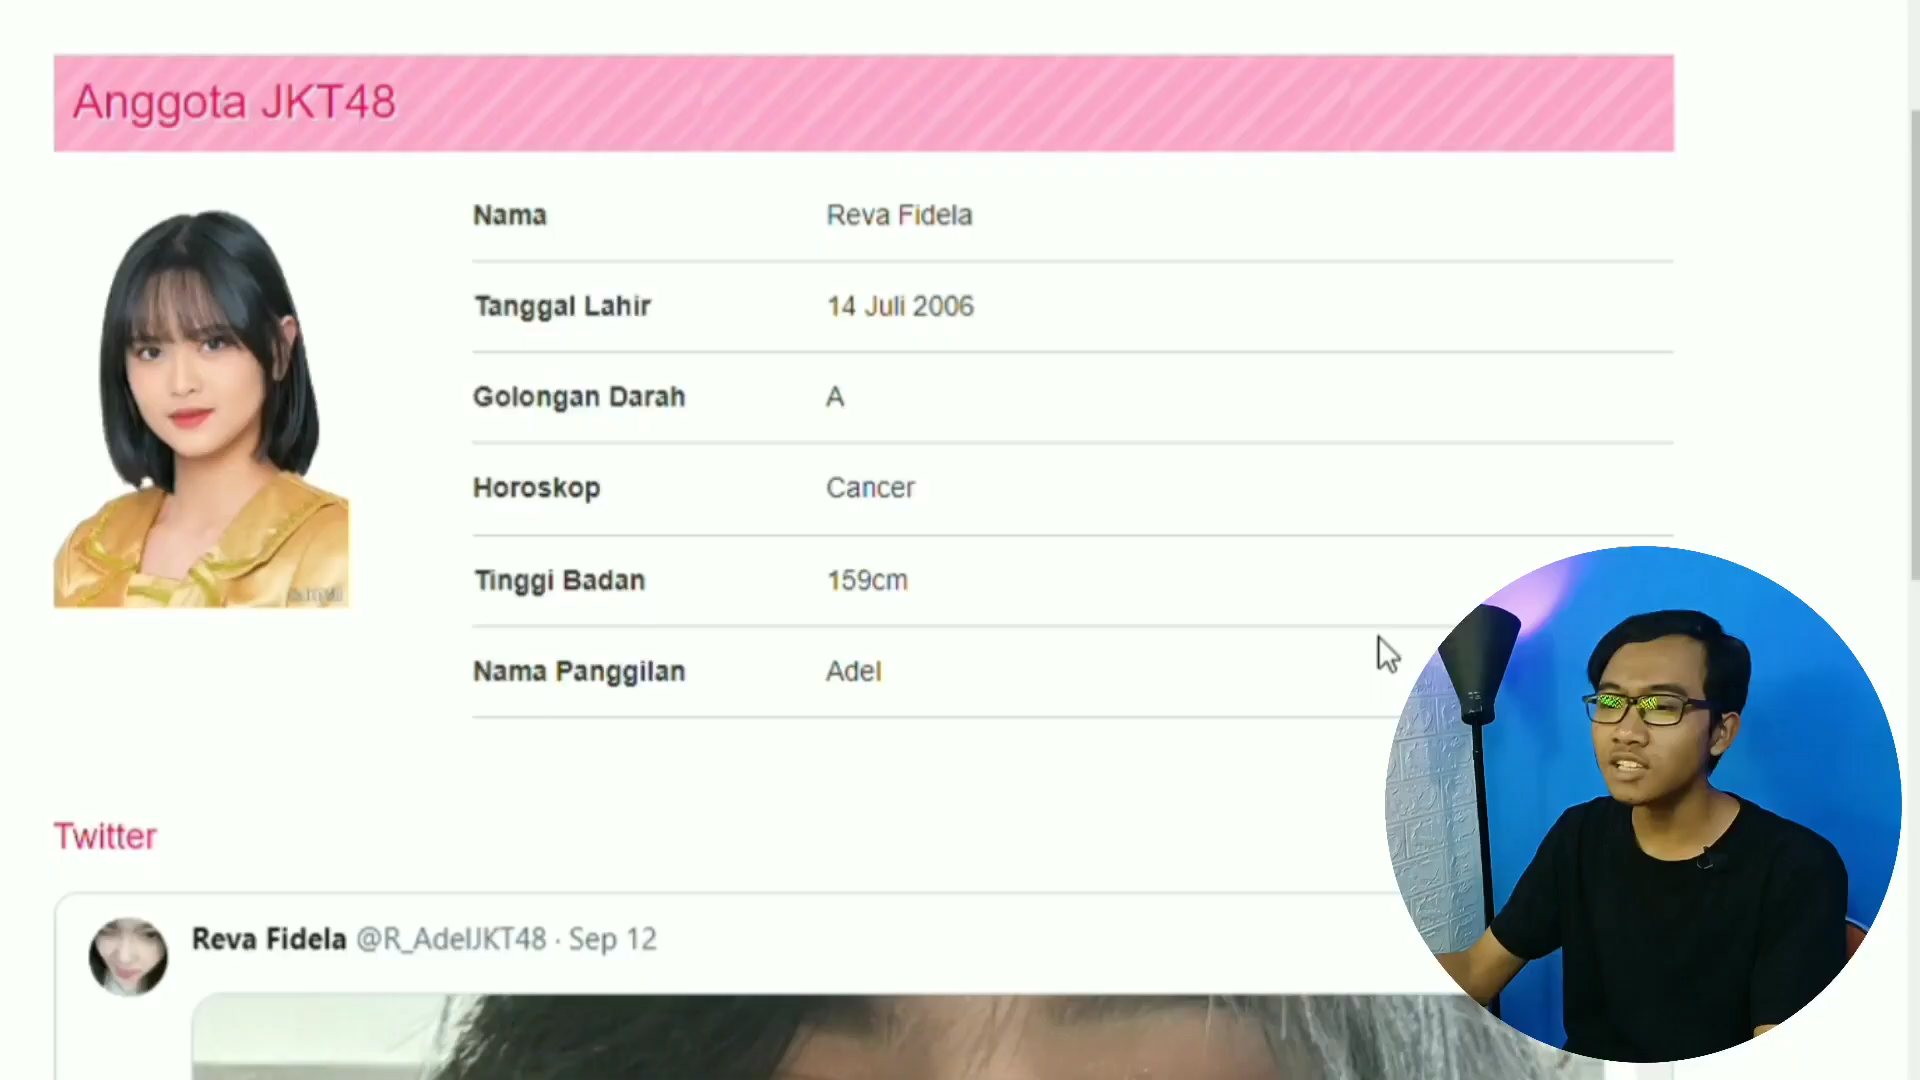 Anggota JKT48
Nama Reva Fidela
Tanggal Lahir 14 Juli 2006
Golongan Darah A
Horoskop Cancer
Tinggi Badan 159cm
Nama Panggilan Adel
Twitter
Reva Fidela @R_AdelJKT48 · Sep 12